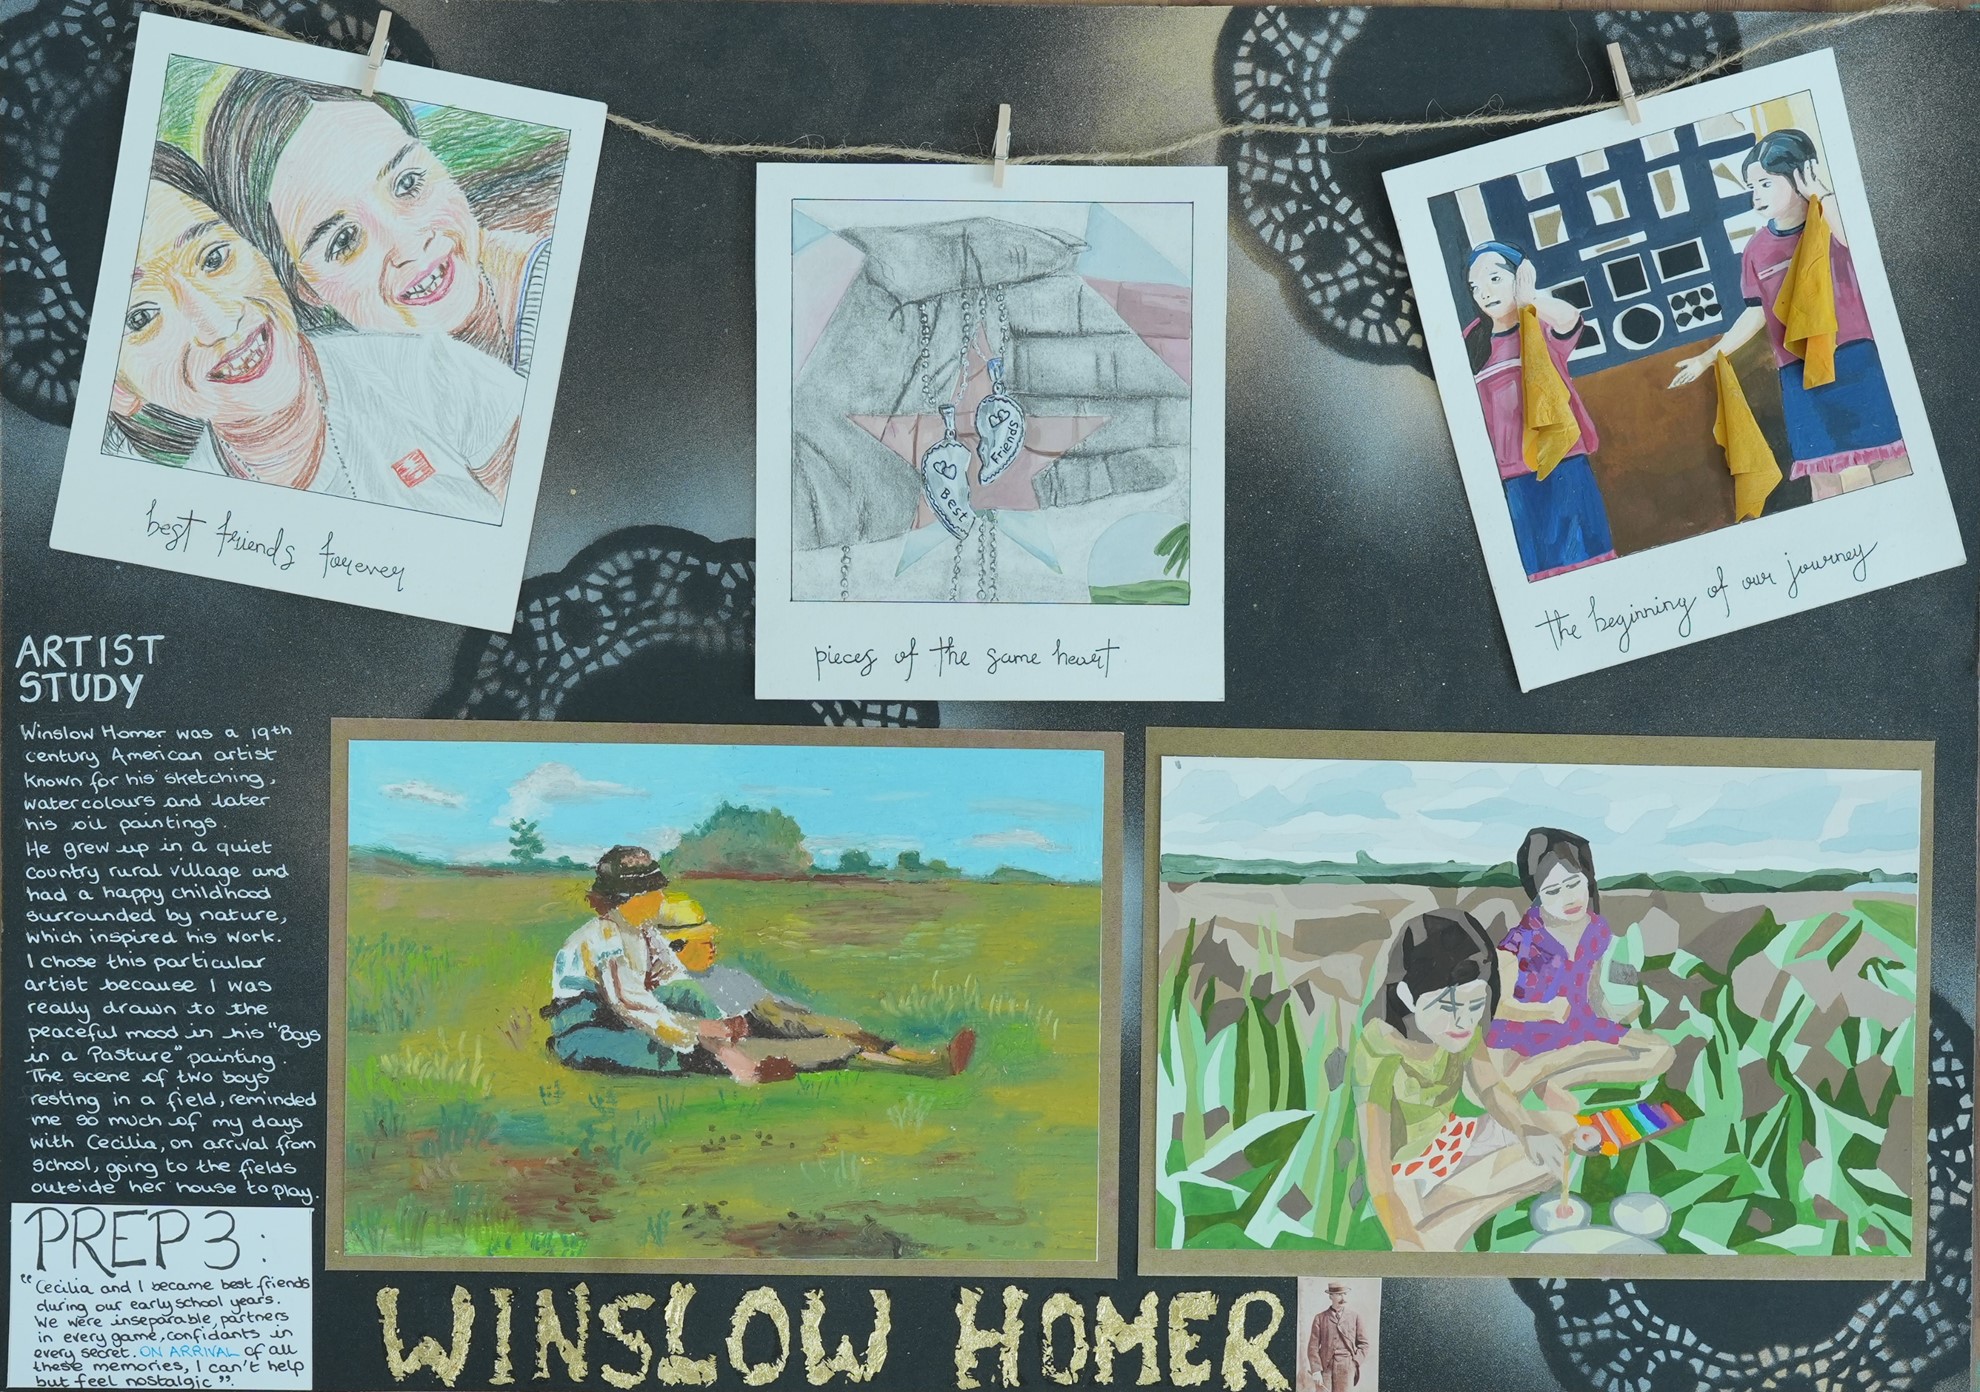 best friends forever
Friends
Best
pieces of the same heart
the beginning of our journey
ARTIST
STUDY
Winslow Homer was a 19th
century American artist
known for his sketching,
watercolours and later
his oil paintings.
He grew up in a quiet
country rural village and
had a happy childhood
surrounded by nature,
which inspired his work.
I chose this particular
artist because I was
really drawn to the
peaceful mood in his "Boys
in a Pasture" painting.
The scene of two boys
resting in a field, reminded
me so much of my days
with Cecilia, on arrival from
school, going to the fields
outside her house to play.
PREP 3:
"Cecilia and I became best friends
during our early school years.
We were inseparable, partners
in every game, confidants in
every secret. ON ARRIVAL of all
these memories, I can't help
but feel nostalgic".
WINSLOW HOMER